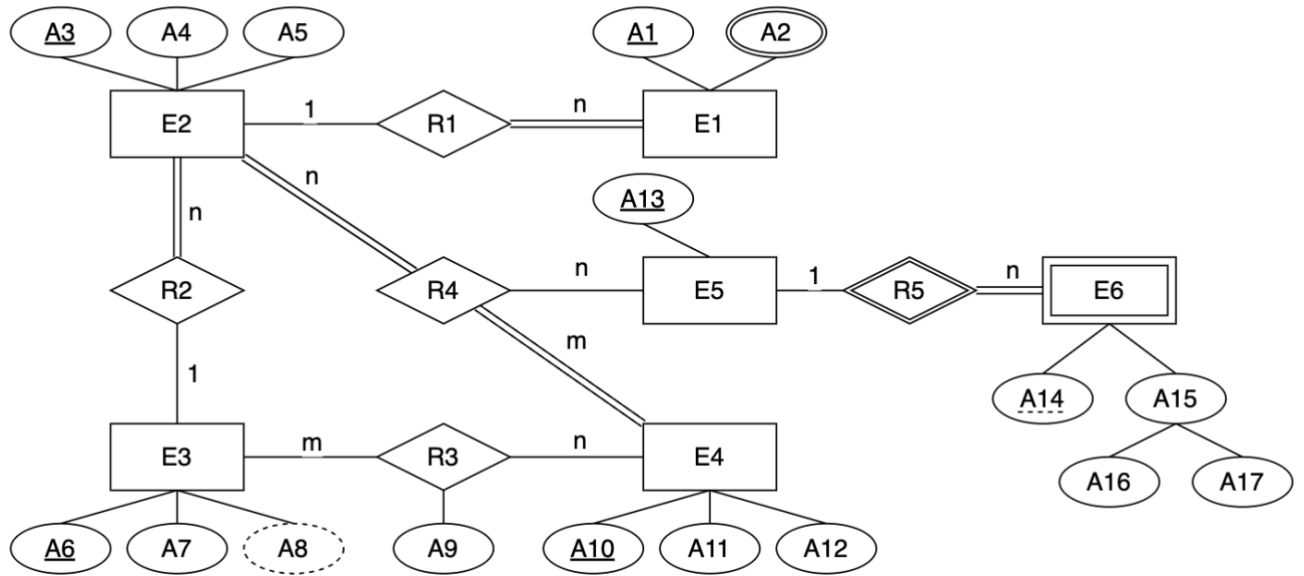 A3 A4 A5 A1 A2
E2 1 R1 n E1
n n A13
R2 R4 n E5 1 R5 n E6
m
1 A14 A15
E3 m R3 n E4
A16 A17
A6 A7 A8 A9 A10 A11 A12